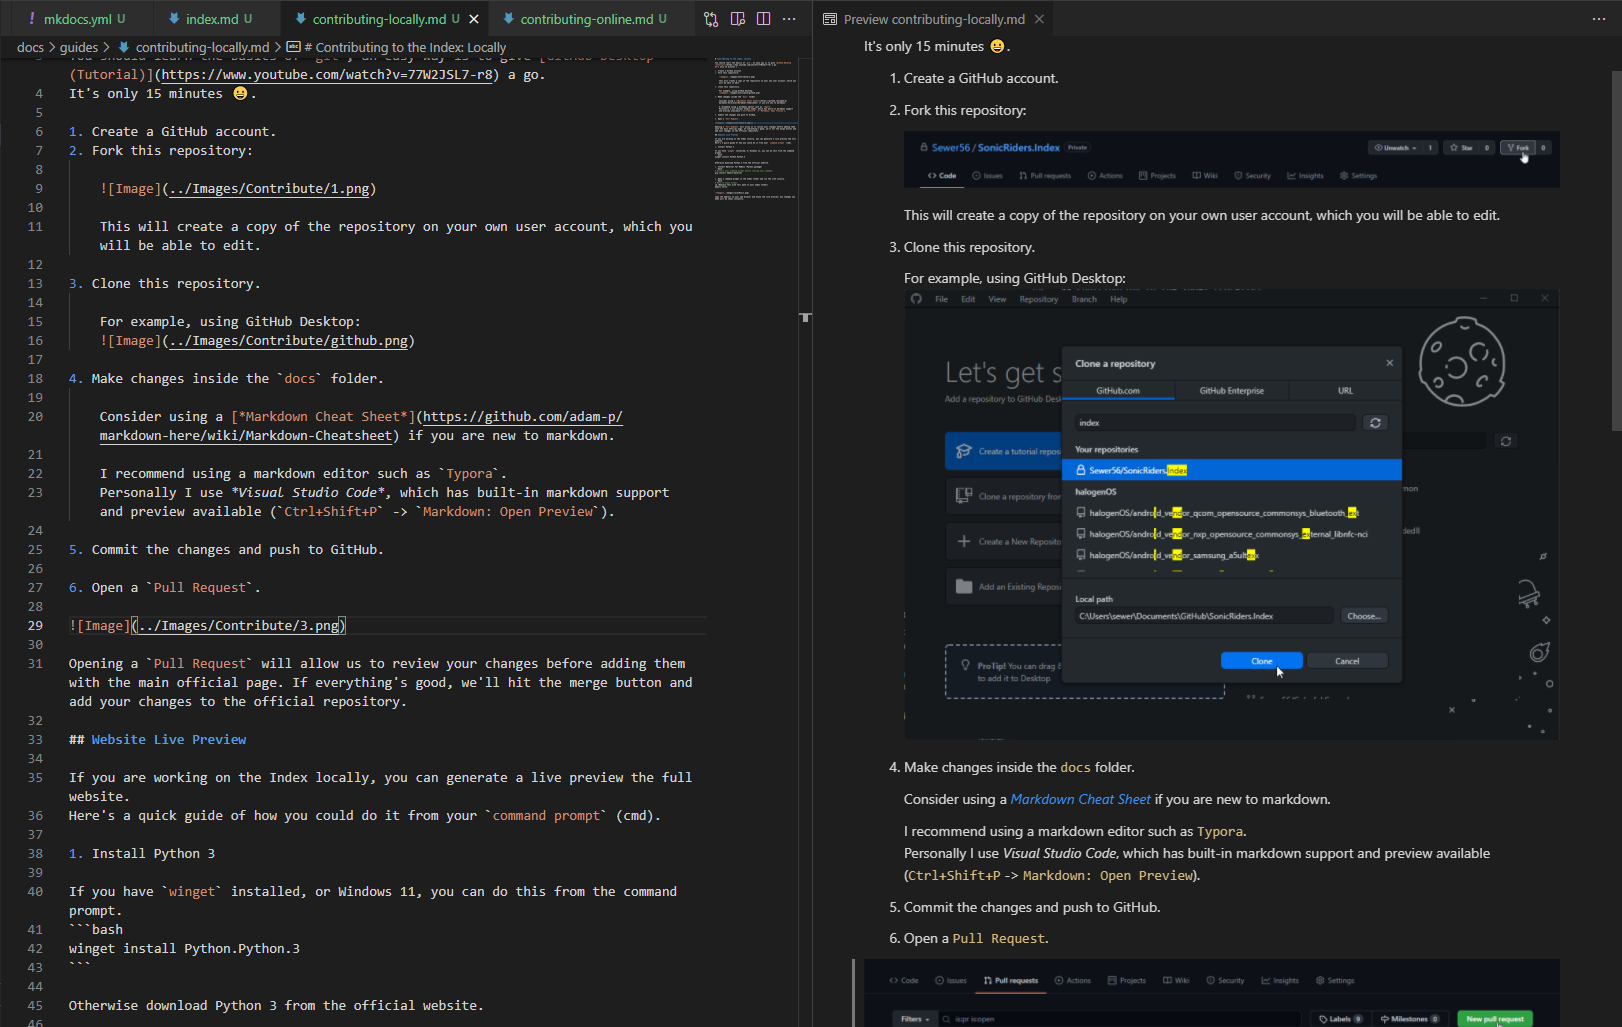 mkdocs.yml U
index.md U
contributing-locally.md U
contributing-online.md U
Preview contributing-locally.md
docs > guides > contributing-locally.md > # Contributing to the Index: Locally
(Tutorial)](https://www.youtube.com/watch?v=77W2JSL7-r8) a go.
4 It's only 15 minutes 😀.
5
6 1. Create a GitHub account.
7 2. Fork this repository:
8
9 ![Image](../Images/Contribute/1.png)
10
11 This will create a copy of the repository on your own user account, which you
will be able to edit.
12
13 3. Clone this repository.
14
15 For example, using GitHub Desktop:
16 ![Image](../Images/Contribute/github.png)
17
18 4. Make changes inside the `docs` folder.
19
20 Consider using a [*Markdown Cheat Sheet*](https://github.com/adam-p/
markdown-here/wiki/Markdown-Cheatsheet) if you are new to markdown.
21
22 I recommend using a markdown editor such as `Typora`.
23 Personally I use *Visual Studio Code*, which has built-in markdown support
and preview available (`Ctrl+Shift+P` -> `Markdown: Open Preview`).
24
25 5. Commit the changes and push to GitHub.
26
27 6. Open a `Pull Request`.
28
29 ![Image](../Images/Contribute/3.png)
30
31 Opening a `Pull Request` will allow us to review your changes before adding them
with the main official page. If everything's good, we'll hit the merge button and
add your changes to the official repository.
32
33 ## Website Live Preview
34
35 If you are working on the Index locally, you can generate a live preview the full
website.
36 Here's a quick guide of how you could do it from your `command prompt` (cmd).
37
38 1. Install Python 3
39
40 If you have `winget` installed, or Windows 11, you can do this from the command
prompt.
41 ```bash
42 winget install Python.Python.3
43 ```
44
45 Otherwise download Python 3 from the official website.
46
It's only 15 minutes 😀.
1. Create a GitHub account.
2. Fork this repository:
Sewer56 / SonicRiders.Index Private
Unwatch 1 Star 0 Fork 0
Code Issues Pull requests Actions Projects Wiki Security Insights Settings
This will create a copy of the repository on your own user account, which you will be able to edit.
3. Clone this repository.
For example, using GitHub Desktop:
File Edit View Repository Branch Help
Let's get s
Add a repository to GitHub Desk
Create a tutorial repos
Clone a repository from
Create a New Reposito
Add an Existing Repos
ProTip! You can drag &
to add it to Desktop
Clone a repository
GitHub.com GitHub Enterprise URL
index
Your repositories
Sewer56/SonicRiders.Index
halogenOS
halogenOS/android_vendor_qcom_opensource_commonsys_bluetooth_ext
halogenOS/android_vendor_nxp_opensource_commonsys_external_libnfc-nci
halogenOS/android_vendor_samsung_a5ultexx
Local path
C:\Users\sewer\Documents\GitHub\SonicRiders.Index Choose...
Clone Cancel
4. Make changes inside the docs folder.
Consider using a Markdown Cheat Sheet if you are new to markdown.
I recommend using a markdown editor such as Typora.
Personally I use Visual Studio Code, which has built-in markdown support and preview available
(Ctrl+Shift+P -> Markdown: Open Preview).
5. Commit the changes and push to GitHub.
6. Open a Pull Request.
Code Issues Pull requests Actions Projects Wiki Security Insights Settings
Filters is:pr is:open Labels 9 Milestones 0 New pull request